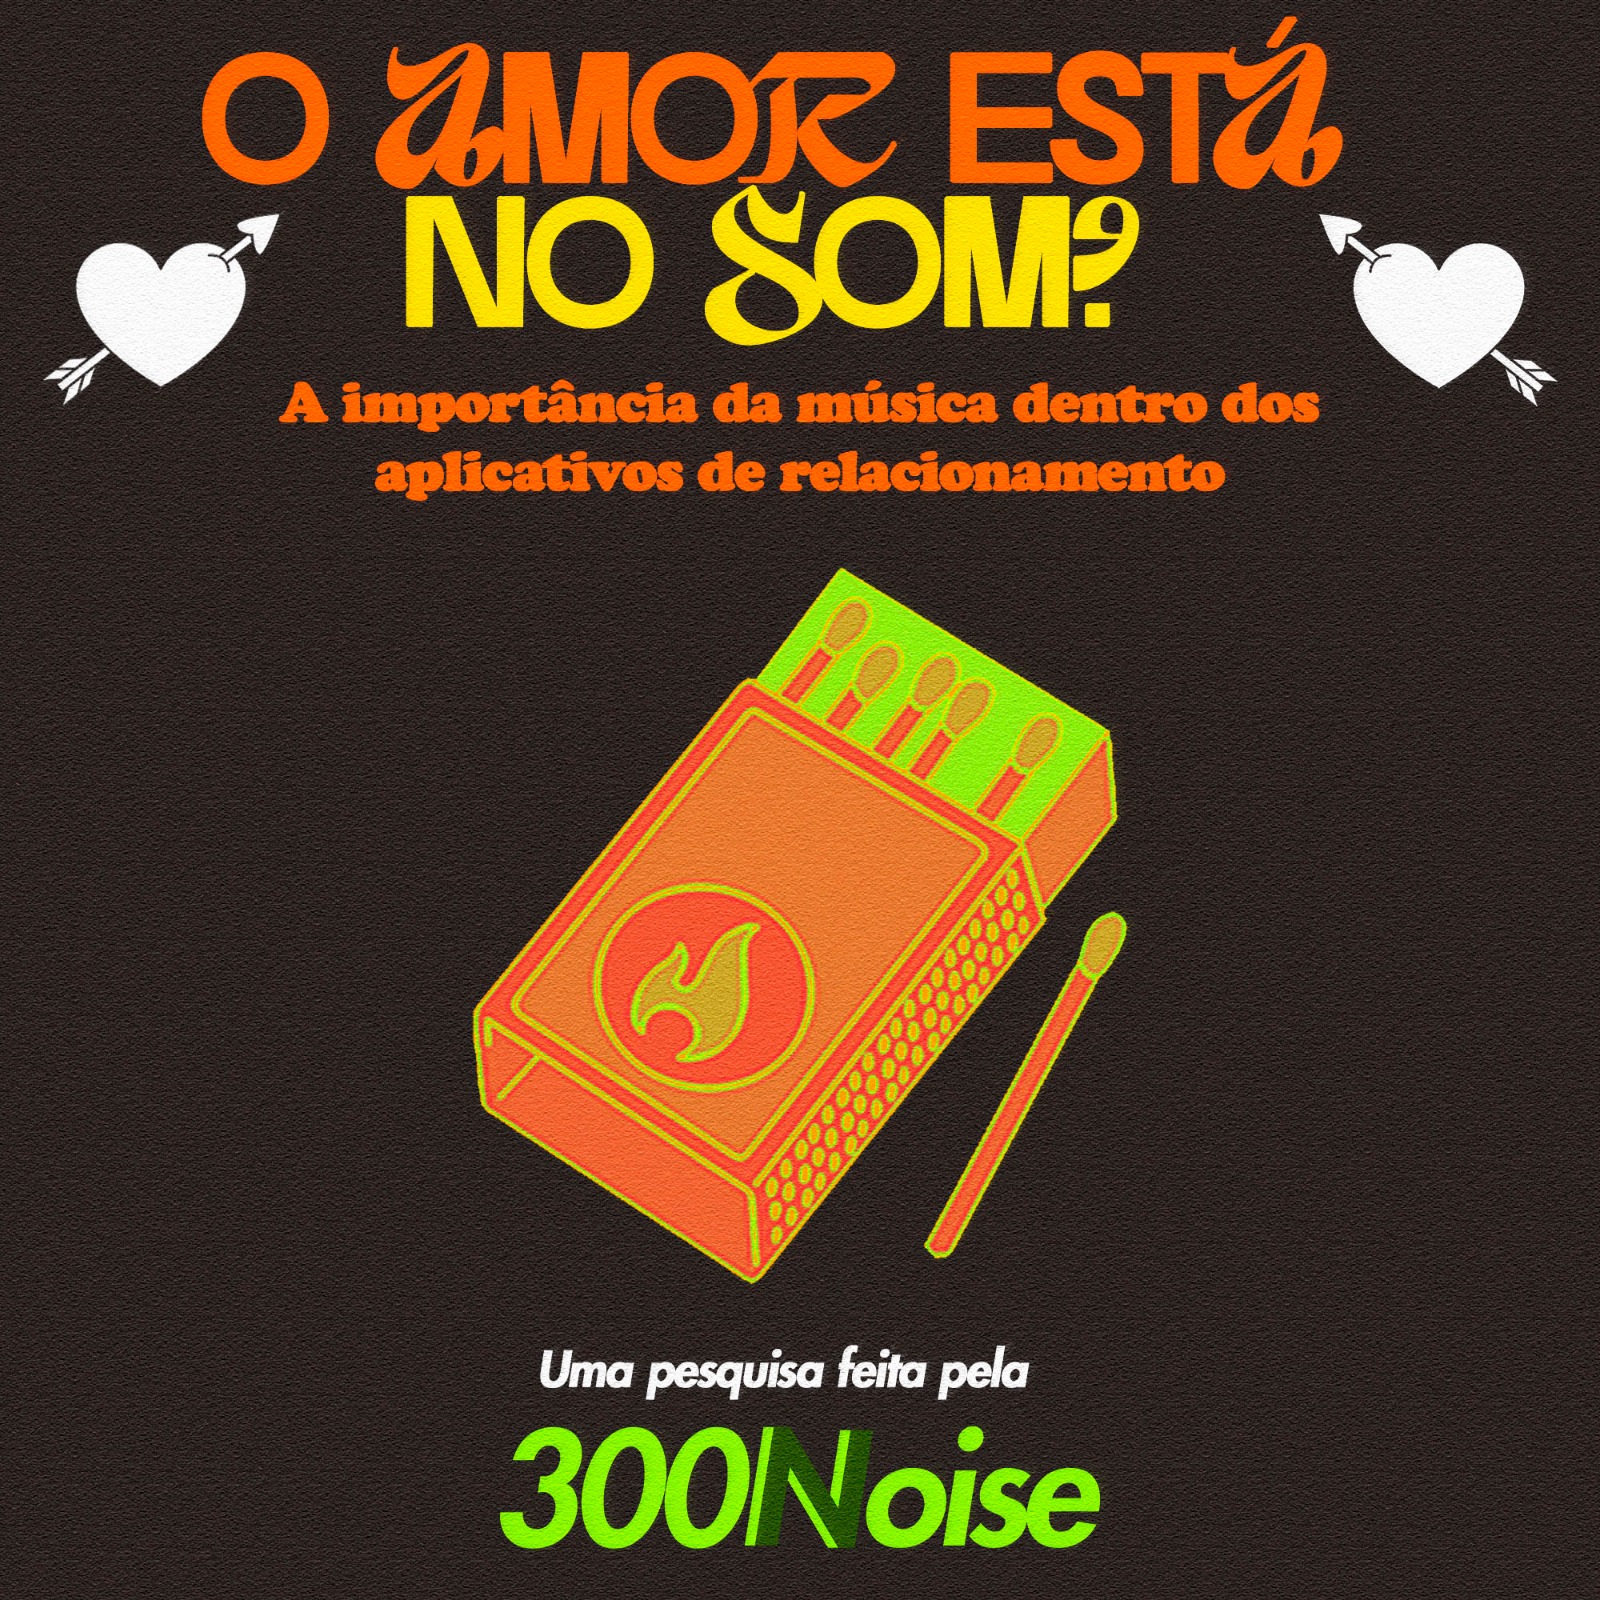 O AMOR ESTÁ
NO SOM?
A importância da música dentro dos
aplicativos de relacionamento
Uma pesquisa feita pela
300Noise